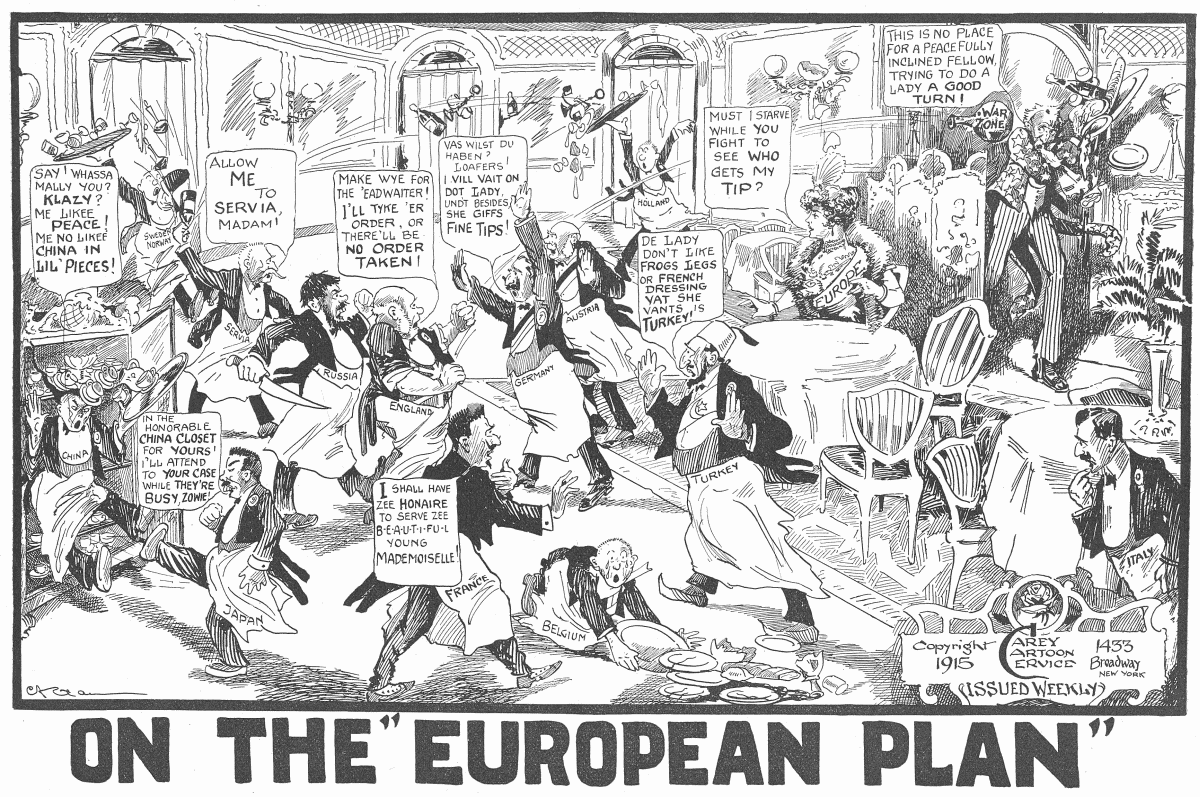 THIS IS NO PLACE
FOR A PEACEFULLY
INCLINED FELLOW,
TRYING TO DO A
LADY A GOOD
TURN!
WAR
ZONE
MUST I STARVE
WHILE YOU
FIGHT TO
SEE WHO
GETS MY
TIP?
VAS WILST DU
HABEN?
LOAFERS!
I VILL VAIT ON
DOT LADY,
UNDT BESIDES
SHE GIFFS
FINE TIPS!
ALLOW
ME
TO
SERVIA,
MADAM!
SAY! WHASSA
MALLY YOU?
KLAZY?
ME LIKEE
PEACE!
ME NO LIKEE
CHINA IN
LIL' PIECES!
MAKE WYE FOR
THE 'EADWAITER!
I'LL TYKE 'ER
ORDER, OR
THERE'LL BE
NO ORDER
TAKEN!
DE LADY
DON'T LIKE
FROGS LEGS
OR FRENCH
DRESSING
VAT SHE
VANTS IS
TURKEY!
SWEDEN
NORWAY
HOLLAND
EUROPE
SERVIA
RUSSIA
ENGLAND
GERMANY
AUSTRIA
TURKEY
CHINA
IN THE
HONORABLE
CHINA CLOSET
FOR YOURS!
I'LL ATTEND
TO YOUR CASE
WHILE THEY'RE
BUSY, ZOWIE!
I SHALL HAVE
ZEE HONAIRE
TO SERVE ZEE
B-E-A-U-T-I-FU-L
YOUNG
MADEMOISELLE!
JAPAN
FRANCE
BELGIUM
ITALY
Copyright
1915
CAREY
CARTOON
SERVICE
1433
Broadway
NEW YORK
ISSUED WEEKLY
ON THE "EUROPEAN PLAN"